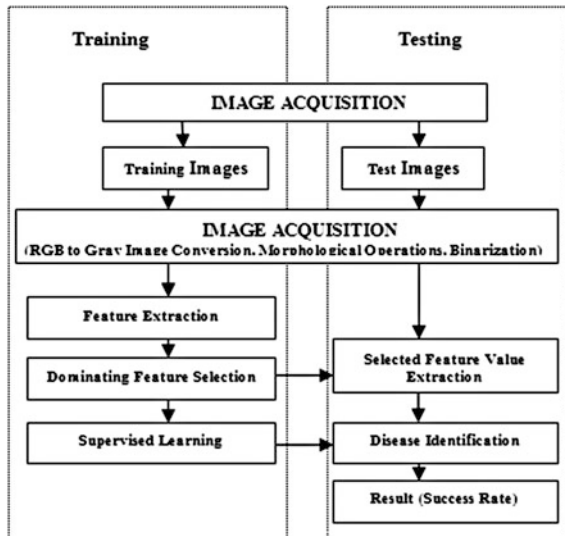 Training
Testing
IMAGE ACQUISITION
Training Images
Test Images
IMAGE ACQUISITION
(RGB to Gray Image Conversion, Morphological Operations, Binarization)
Feature Extraction
Dominating Feature Selection
Selected Feature Value
Extraction
Supervised Learning
Disease Identification
Result (Success Rate)